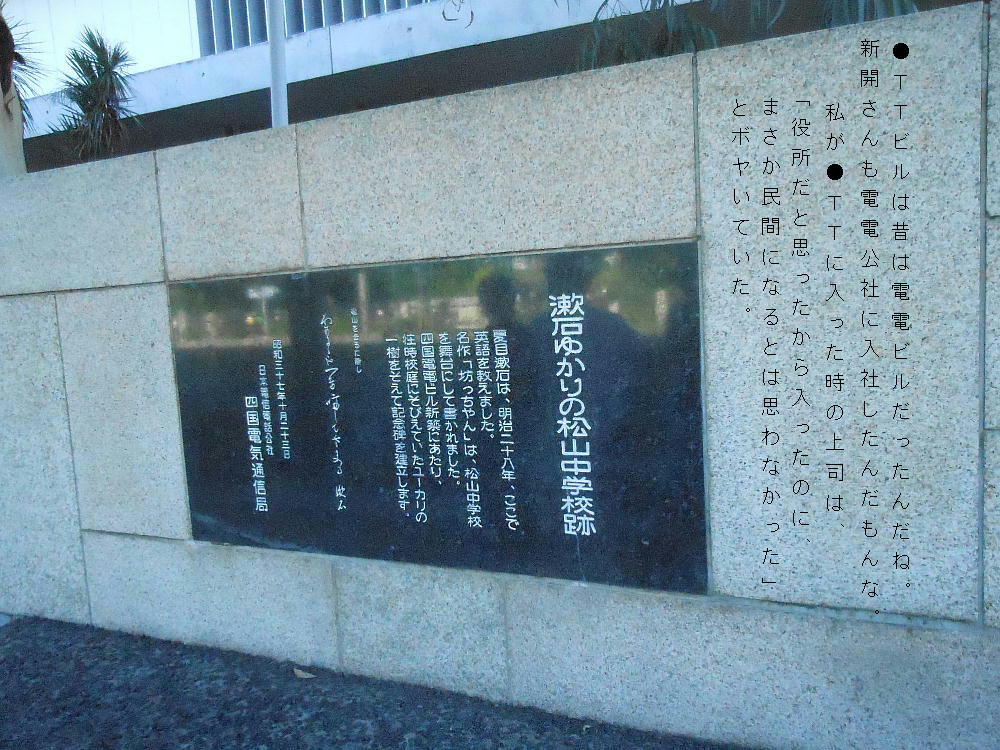 ●ＴＴビルは昔は電電ビルだったんだね。
新開さんも電電公社に入社したんだもんな。
私が●ＴＴに入った時の上司は、
「役所だと思ったから入ったのに、
まさか民間になるとは思わなかった」
とボヤいていた。
漱石ゆかりの松山中学校跡
夏目漱石は、明治二十八年、ここで
英語を教えました。
名作「坊っちゃん」は、松山中学校
を舞台にして書かれました。
四国電電ビル新築にあたり、
往時校庭にそびえていたユーカリの
一樹をそえて記念碑を建立します。
昭和三十七年十月二十三日
日本電信電話公社
四国電気通信局